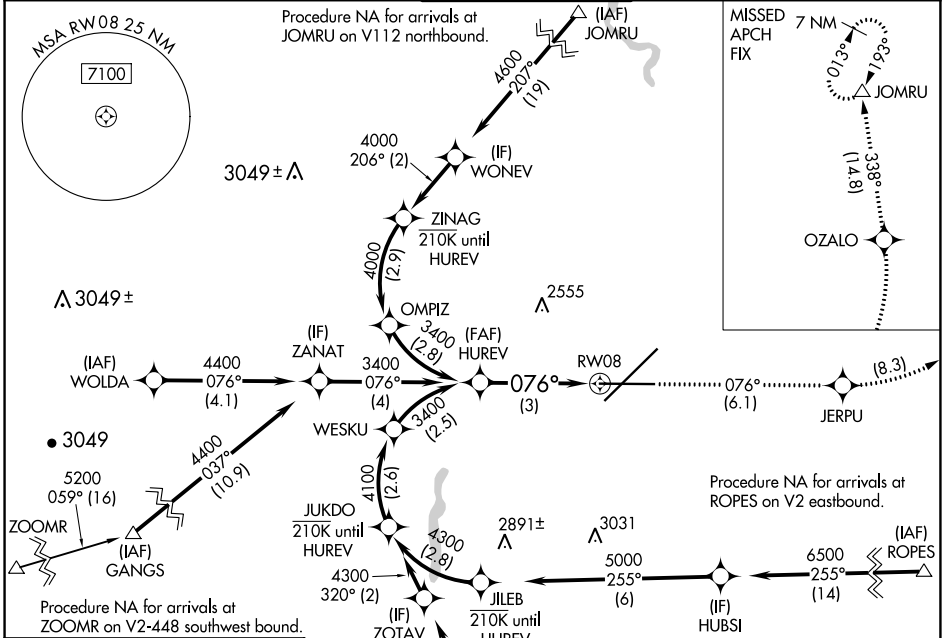 MSA RW08 25 NM
7100
Procedure NA for arrivals at
JOMRU on V112 northbound.
(IAF)
JOMRU
4600
207°
(19)
MISSED
APCH
FIX
7 NM
013°
193°
JOMRU
338°
(14.8)
OZALO
4000
206° (2)
(IF)
WONEV
3049 ±
ZINAG
210K until
HUREV
4000
(2.9)
3049 ±
OMPIZ
3400
(2.8)
2555
(IAF)
WOLDA
4400
076°
(4.1)
(IF)
ZANAT
3400
076°
(4)
(FAF)
HUREV
076°
(3)
RW08
076°
(6.1)
JERPU
(8.3)
WESKU
3400
(2.5)
3049
4400
037°
(10.9)
4100
(2.6)
5200
059° (16)
ZOOMR
(IAF)
GANGS
JUKDO
210K until
HUREV
4300
(2.8)
2891 ±
3031
Procedure NA for arrivals at
ROPES on V2 eastbound.
(IAF)
ROPES
6500
255°
(14)
5000
255°
(6)
(IF)
HUBSI
JILEB
210K until
HUREV
4300
320° (2)
(IF)
ZOTAV
Procedure NA for arrivals at
ZOOMR on V2-448 southwest bound.